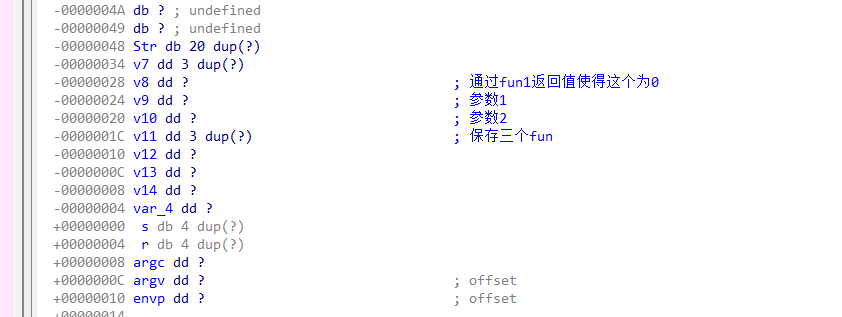 -0000004A db ? ; undefined
-00000049 db ? ; undefined
-00000048 Str db 20 dup(?)
-00000034 v7 dd 3 dup(?)
-00000028 v8 dd ? ; 通过fun1返回值使得这个为0
-00000024 v9 dd ? ; 参数1
-00000020 v10 dd ? ; 参数2
-0000001C v11 dd 3 dup(?) ; 保存三个fun
-00000010 v12 dd ?
-0000000C v13 dd ?
-00000008 v14 dd ?
-00000004 var_4 dd ?
+00000000 s db 4 dup(?)
+00000004 r db 4 dup(?)
+00000008 argc dd ?
+0000000C argv dd ? ; offset
+00000010 envp dd ? ; offset
+00000014